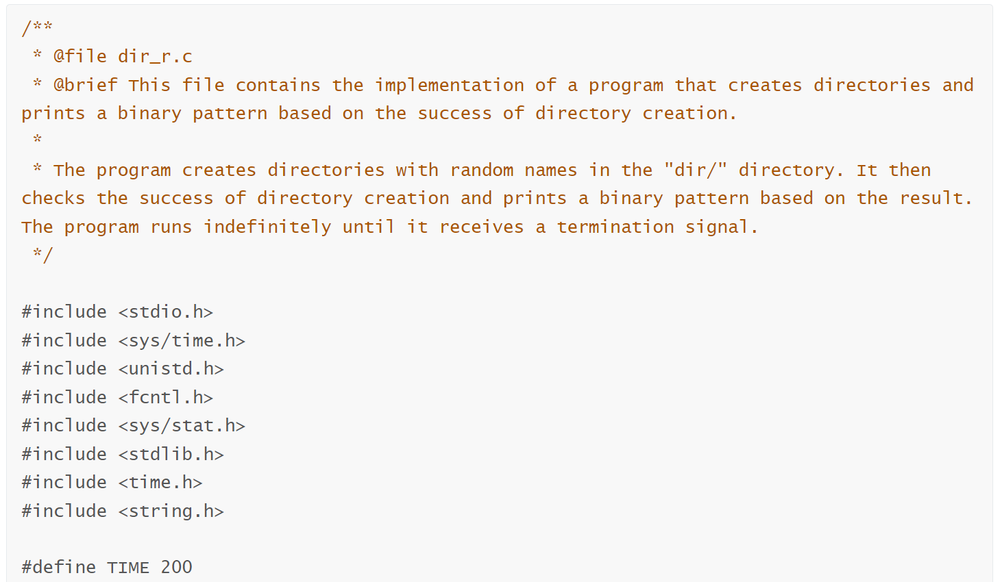 /**
 * @file dir_r.c
 * @brief This file contains the implementation of a program that creates directories and
prints a binary pattern based on the success of directory creation.
 *
 * The program creates directories with random names in the "dir/" directory. It then
checks the success of directory creation and prints a binary pattern based on the result.
The program runs indefinitely until it receives a termination signal.
 */

#include <stdio.h>
#include <sys/time.h>
#include <unistd.h>
#include <fcntl.h>
#include <sys/stat.h>
#include <stdlib.h>
#include <time.h>
#include <string.h>

#define TIME 200